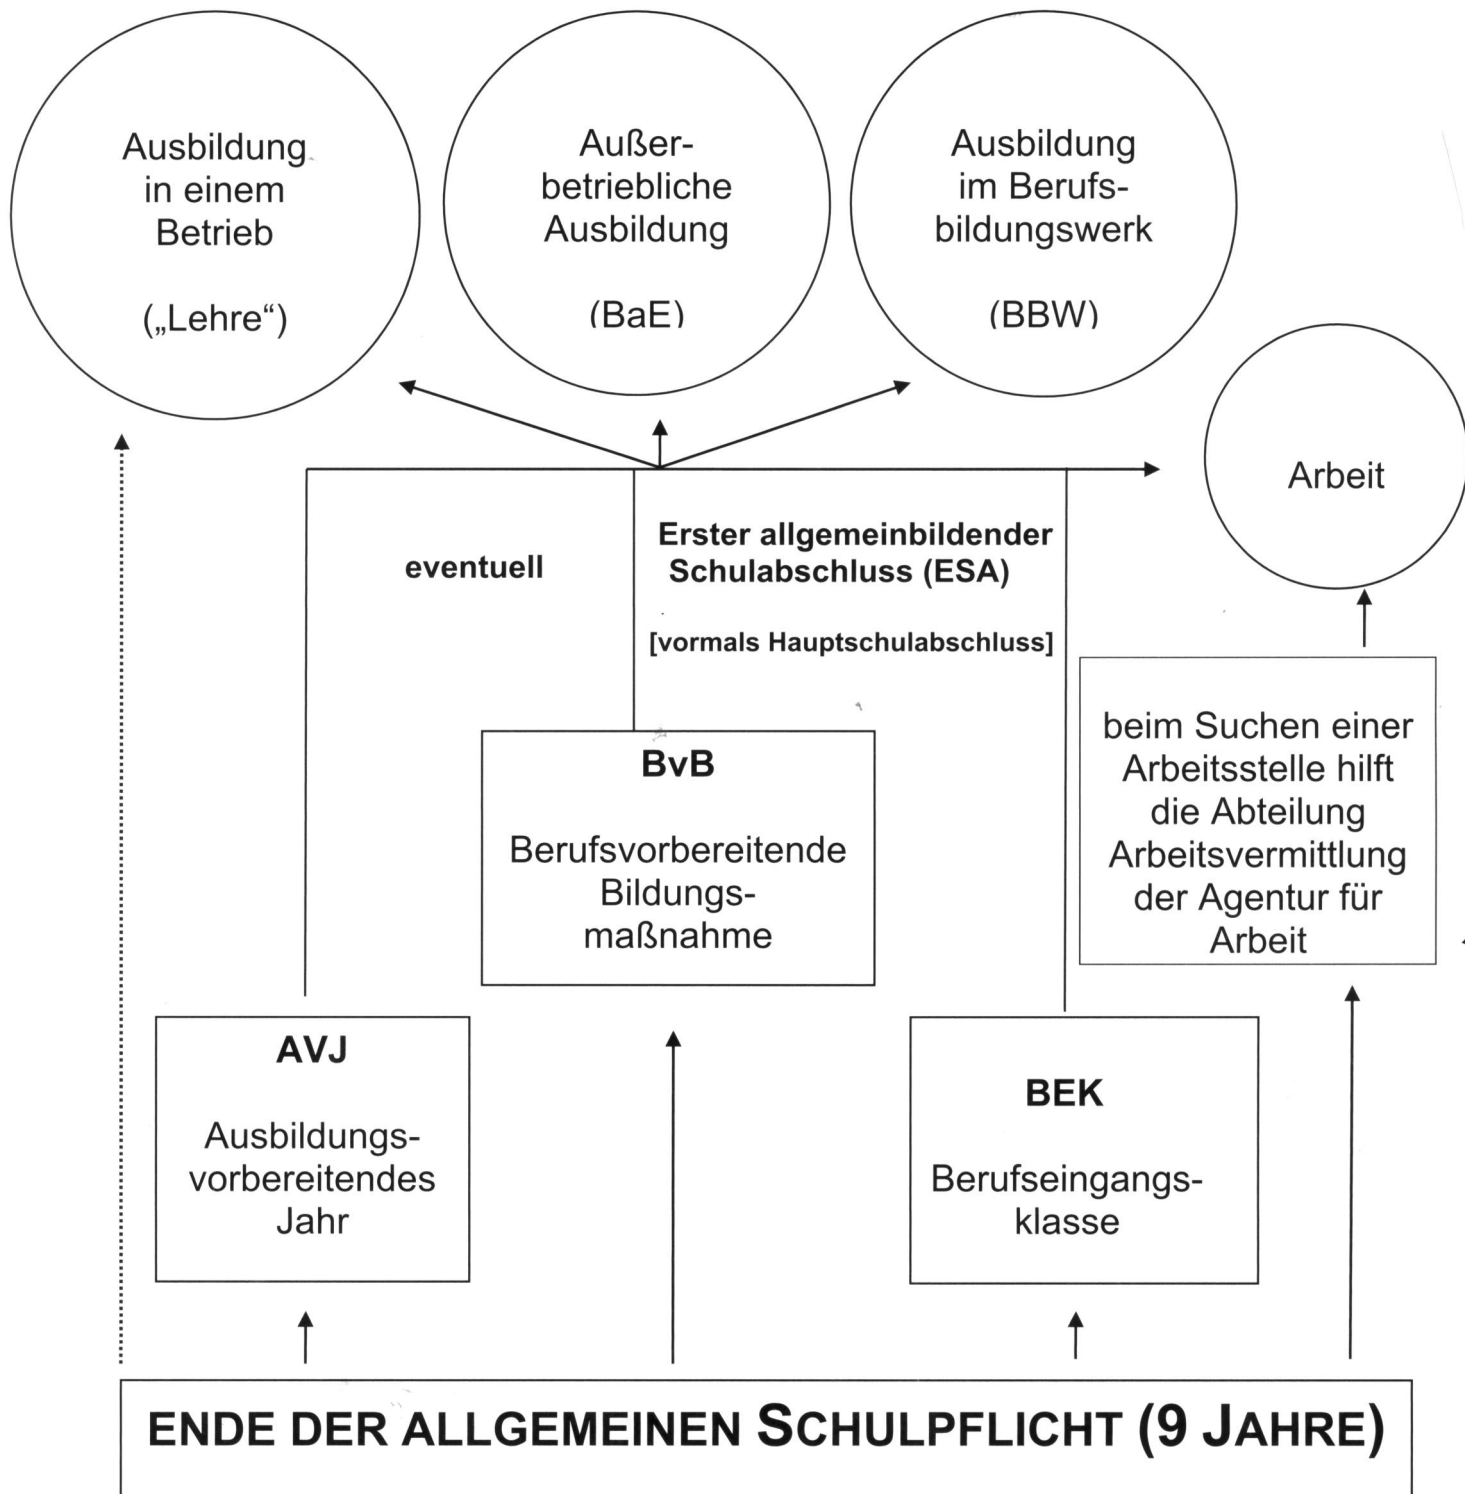 Ausbildung
in einem
Betrieb
(„Lehre“)
Außer-
betriebliche
Ausbildung
(BaE)
Ausbildung
im Berufs-
bildungswerk
(BBW)
Arbeit
eventuell
Erster allgemeinbildender
Schulabschluss (ESA)
[vormals Hauptschulabschluss]
BvB
Berufsvorbereitende
Bildungs-
maßnahme
beim Suchen einer
Arbeitsstelle hilft
die Abteilung
Arbeitsvermittlung
der Agentur für
Arbeit
AVJ
Ausbildungs-
vorbereitendes
Jahr
BEK
Berufseingangs-
klasse
ENDE DER ALLGEMEINEN SCHULPFLICHT (9 JAHRE)